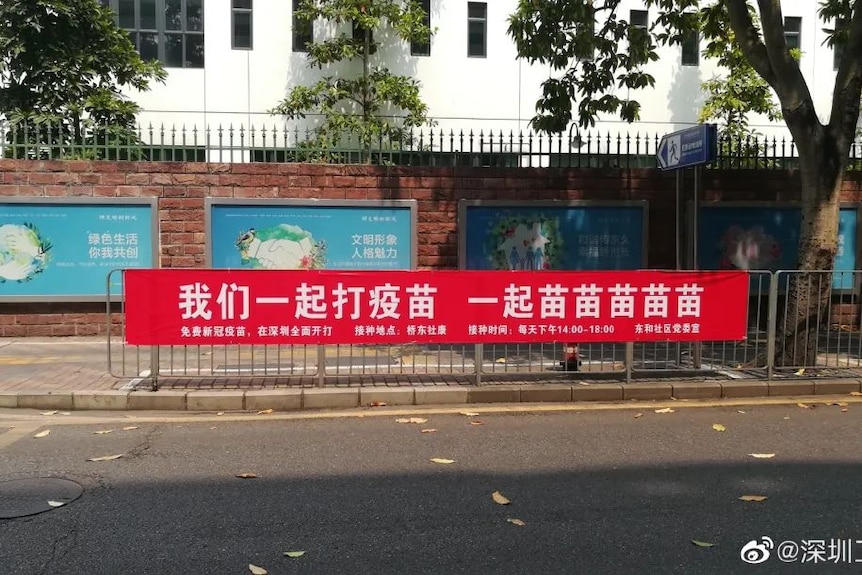 绿色生活
你我共创
文明形象
人格魅力
我们一起打疫苗 一起苗苗苗苗苗
免费新冠疫苗，在深圳全面开打 接种地点：桥东社康 接种时间：每天下午14:00-18:00 东和社区党委宣
@深圳